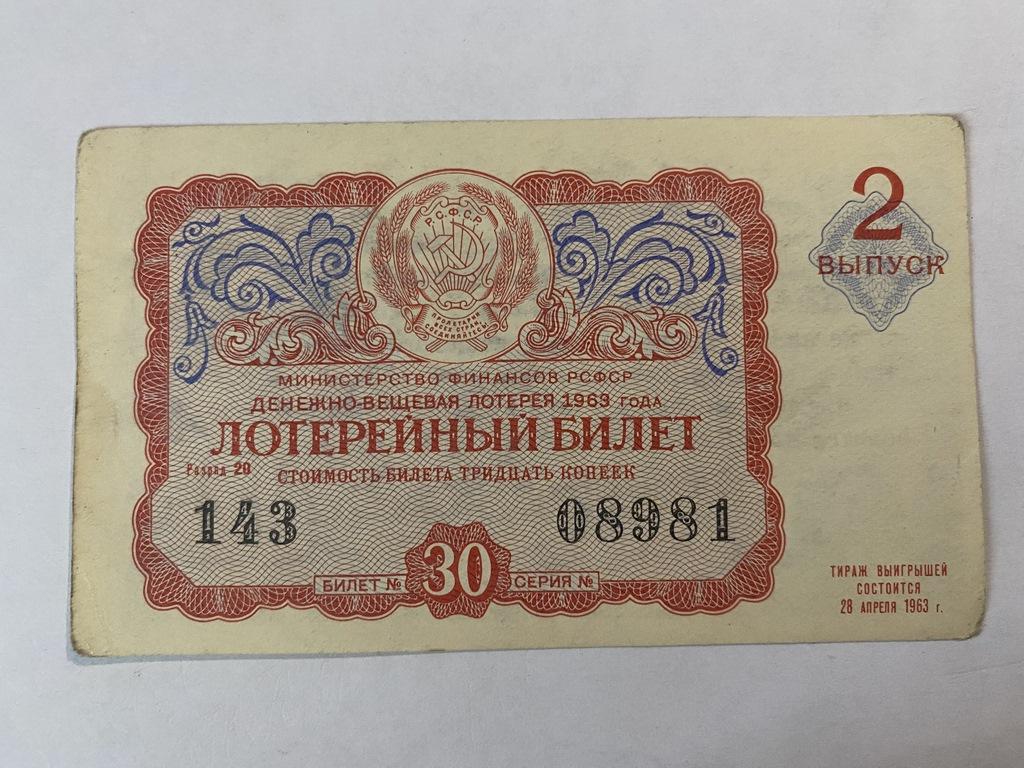 Р.С.Ф.С.Р.
ПРОЛЕТАРИИ
ВСЕХ СТРАН
СОЕДИНЯЙТЕСЬ
2
ВЫПУСК
МИНИСТЕРСТВО ФИНАНСОВ РСФСР
ДЕНЕЖНО-ВЕЩЕВАЯ ЛОТЕРЕЯ 1963 года
ЛОТЕРЕЙНЫЙ БИЛЕТ
Разряд 20
СТОИМОСТЬ БИЛЕТА ТРИДЦАТЬ КОПЕЕК
143 08981
БИЛЕТ № 30 СЕРИЯ №
ТИРАЖ ВЫИГРЫШЕЙ
СОСТОИТСЯ
28 АПРЕЛЯ 1963 г.